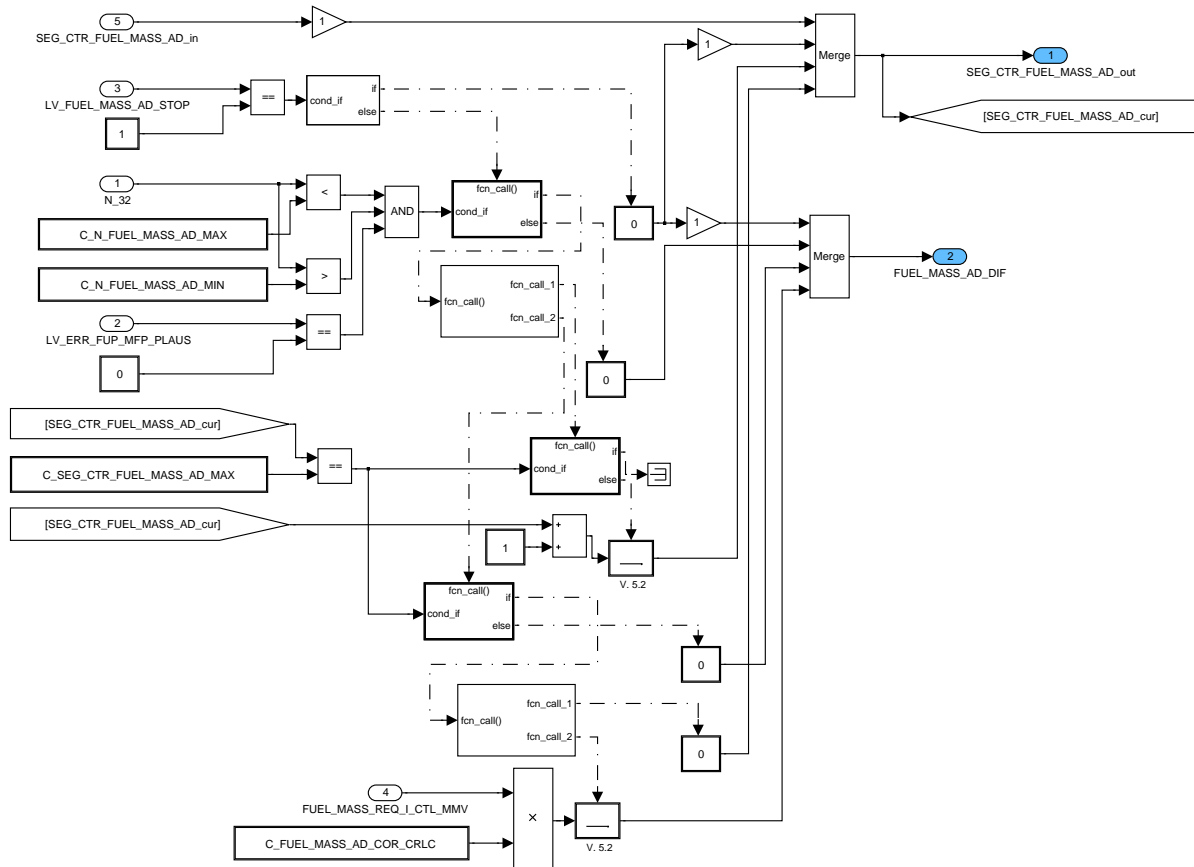 5
SEG_CTR_FUEL_MASS_AD_in
1
1
Merge
1
SEG_CTR_FUEL_MASS_AD_out
[SEG_CTR_FUEL_MASS_AD_cur]
3
LV_FUEL_MASS_AD_STOP
==
cond_if
if
else
1
1
N_32
<
C_N_FUEL_MASS_AD_MAX
AND
fcn_call()
cond_if
if
else
0
1
Merge
2
FUEL_MASS_AD_DIF
>
C_N_FUEL_MASS_AD_MIN
fcn_call()
fcn_call_1
fcn_call_2
2
LV_ERR_FUP_MFP_PLAUS
==
0
0
[SEG_CTR_FUEL_MASS_AD_cur]
==
C_SEG_CTR_FUEL_MASS_AD_MAX
fcn_call()
cond_if
if
else
[SEG_CTR_FUEL_MASS_AD_cur]
+
+
1
V. 5.2
fcn_call()
cond_if
if
else
0
fcn_call()
fcn_call_1
fcn_call_2
0
4
FUEL_MASS_REQ_I_CTL_MMV
×
C_FUEL_MASS_AD_COR_CRLC
V. 5.2